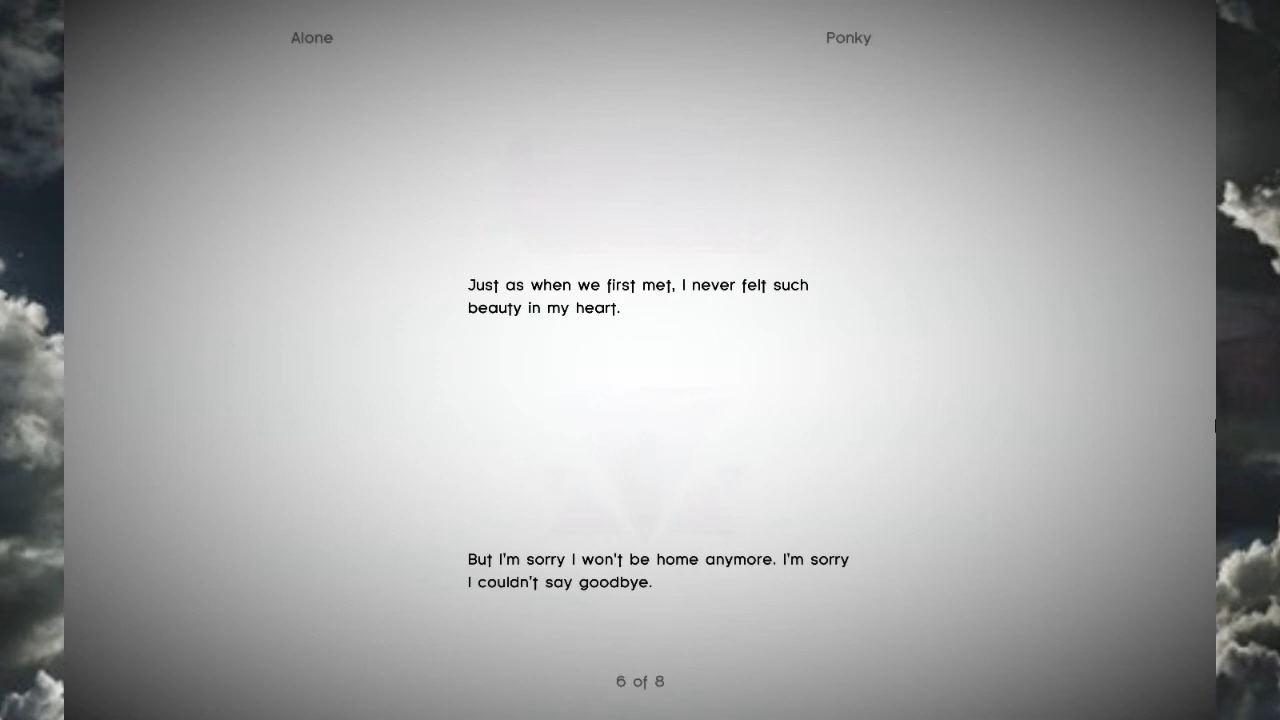 Alone
Ponky
Just as when we first met, I never felt such
beauty in my heart.
But I'm sorry I won't be home anymore. I'm sorry
I couldn't say goodbye.
6 of 8